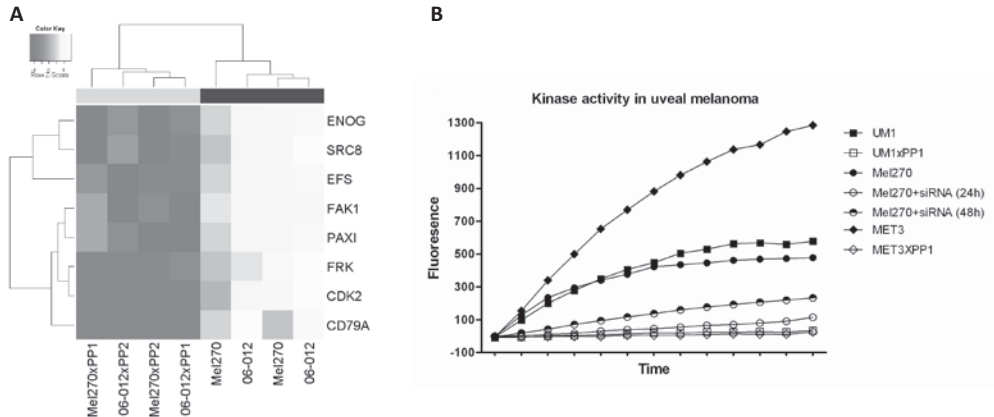 A
Color Key
Row Z-Score
ENOG
SRC8
EFS
FAK1
PAXI
FRK
CDK2
CD79A
Mel270xPP1
06-012xPP2
Mel270xPP2
06-012xPP1
Mel270
06-012
Mel270
06-012
B
Kinase activity in uveal melanoma
Fluoresence
1300
1100
900
700
500
300
100
-100
Time
UM1
UM1xPP1
Mel270
Mel270+siRNA (24h)
Mel270+siRNA (48h)
MET3
MET3XPP1